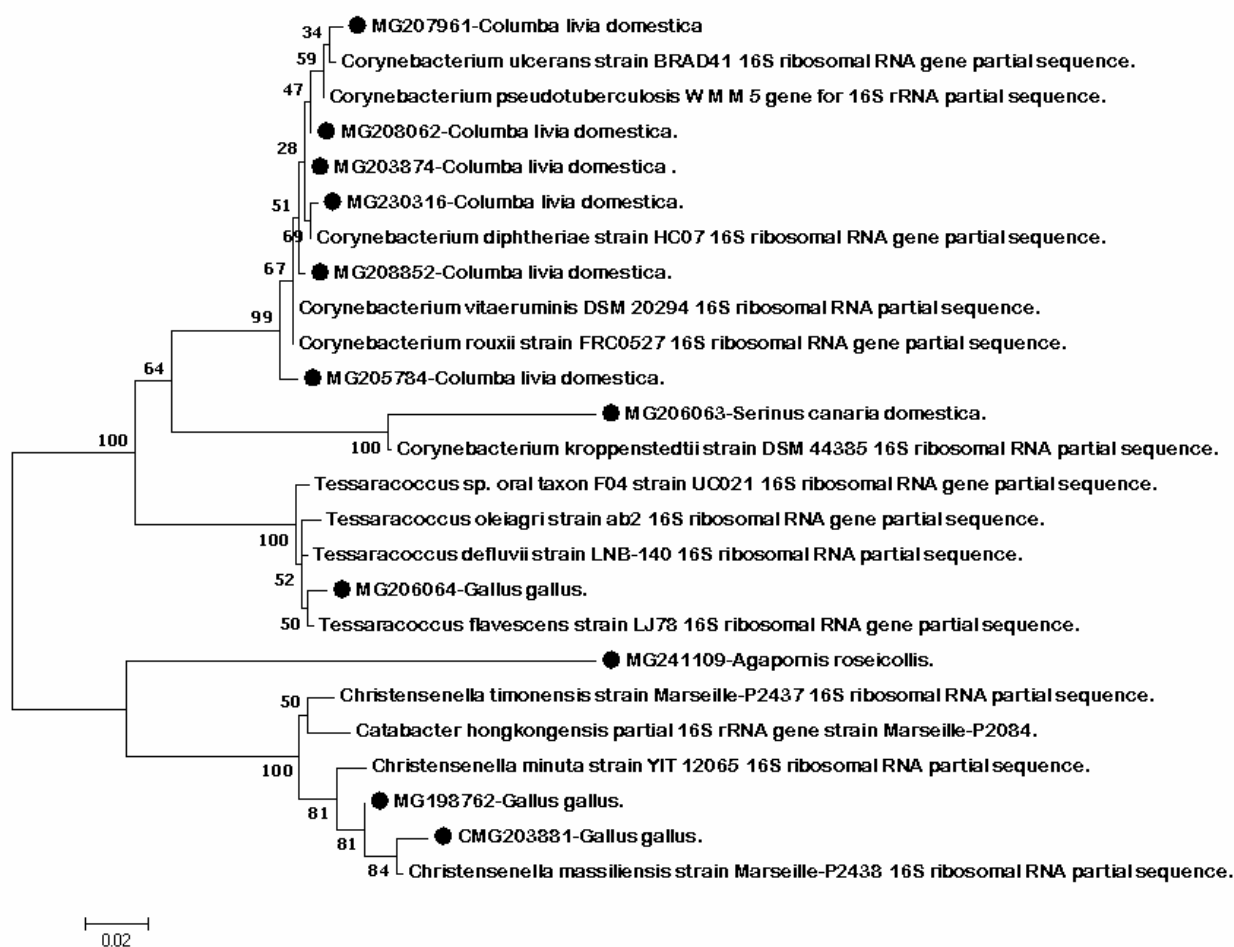 34
MG207961-Columba livia domestica
59
Corynebacterium ulcerans strain BRAD41 16S ribosomal RNA gene partial sequence.
47
Corynebacterium pseudotuberculosis W M M 5 gene for 16S rRNA partial sequence.
MG208062-Columba livia domestica.
28
MG203874-Columba livia domestica .
51
MG230316-Columba livia domestica.
69
Corynebacterium diphtheriae strain HC07 16S ribosomal RNA gene partial sequence.
67
MG208852-Columba livia domestica.
Corynebacterium vitaeruminis DSM 20294 16S ribosomal RNA partial sequence.
99
Corynebacterium rouxii strain FRC0527 16S ribosomal RNA gene partial sequence.
64
MG205784-Columba livia domestica.
MG206063-Serinus canaria domestica.
100
100
Corynebacterium kroppenstedtii strain DSM 44385 16S ribosomal RNA partial sequence.
Tessaracoccus sp. oral taxon F04 strain UC021 16S ribosomal RNA gene partial sequence.
Tessaracoccus oleiagri strain ab2 16S ribosomal RNA gene partial sequence.
100
Tessaracoccus defluvii strain LNB-140 16S ribosomal RNA partial sequence.
52
MG206064-Gallus gallus.
50
Tessaracoccus flavescens strain LJ78 16S ribosomal RNA gene partial sequence.
MG241109-Agapornis roseicollis.
50
Christensenella timonensis strain Marseille-P2437 16S ribosomal RNA partial sequence.
Catabacter hongkongensis partial 16S rRNA gene strain Marseille-P2084.
100
Christensenella minuta strain YIT 12065 16S ribosomal RNA partial sequence.
81
MG198762-Gallus gallus.
81
CMG203881-Gallus gallus.
84
Christensenella massiliensis strain Marseille-P2438 16S ribosomal RNA partial sequence.
0.02